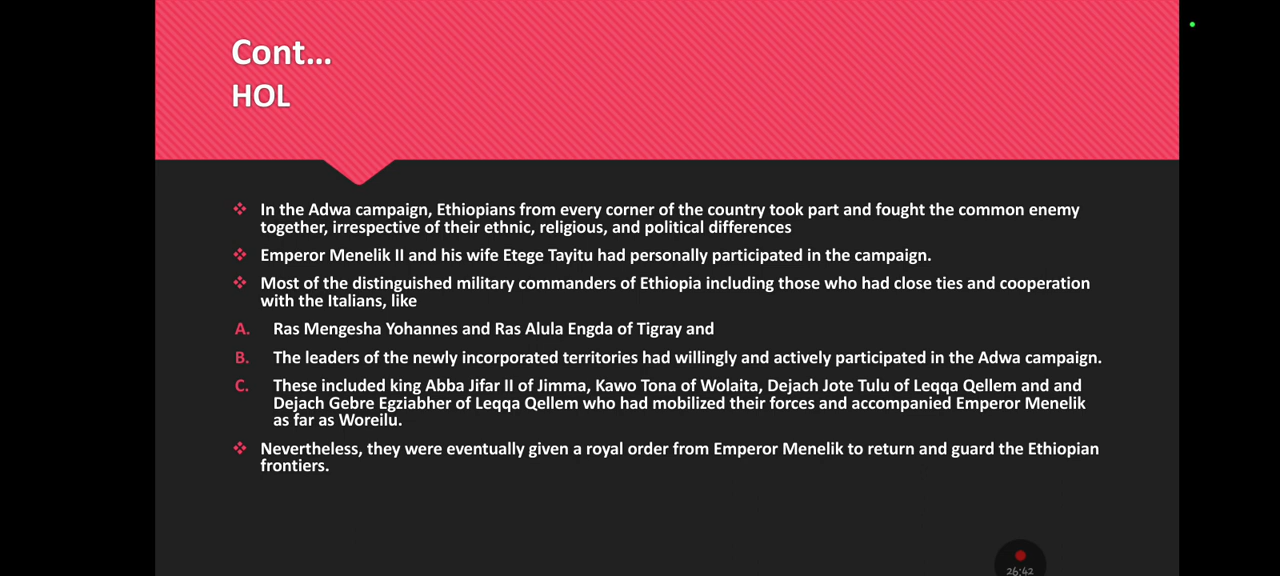 Cont...
HOL
❖ In the Adwa campaign, Ethiopians from every corner of the country took part and fought the common enemy
together, irrespective of their ethnic, religious, and political differences
❖ Emperor Menelik II and his wife Etege Tayitu had personally participated in the campaign.
❖ Most of the distinguished military commanders of Ethiopia including those who had close ties and cooperation
with the Italians, like
A. Ras Mengesha Yohannes and Ras Alula Engda of Tigray and
B. The leaders of the newly incorporated territories had willingly and actively participated in the Adwa campaign.
C. These included king Abba Jifar II of Jimma, Kawo Tona of Wolaita, Dejach Jote Tulu of Leqqa Qellem and and
Dejach Gebre Egziabher of Leqqa Qellem who had mobilized their forces and accompanied Emperor Menelik
as far as Woreilu.
❖ Nevertheless, they were eventually given a royal order from Emperor Menelik to return and guard the Ethiopian
frontiers.
26:42